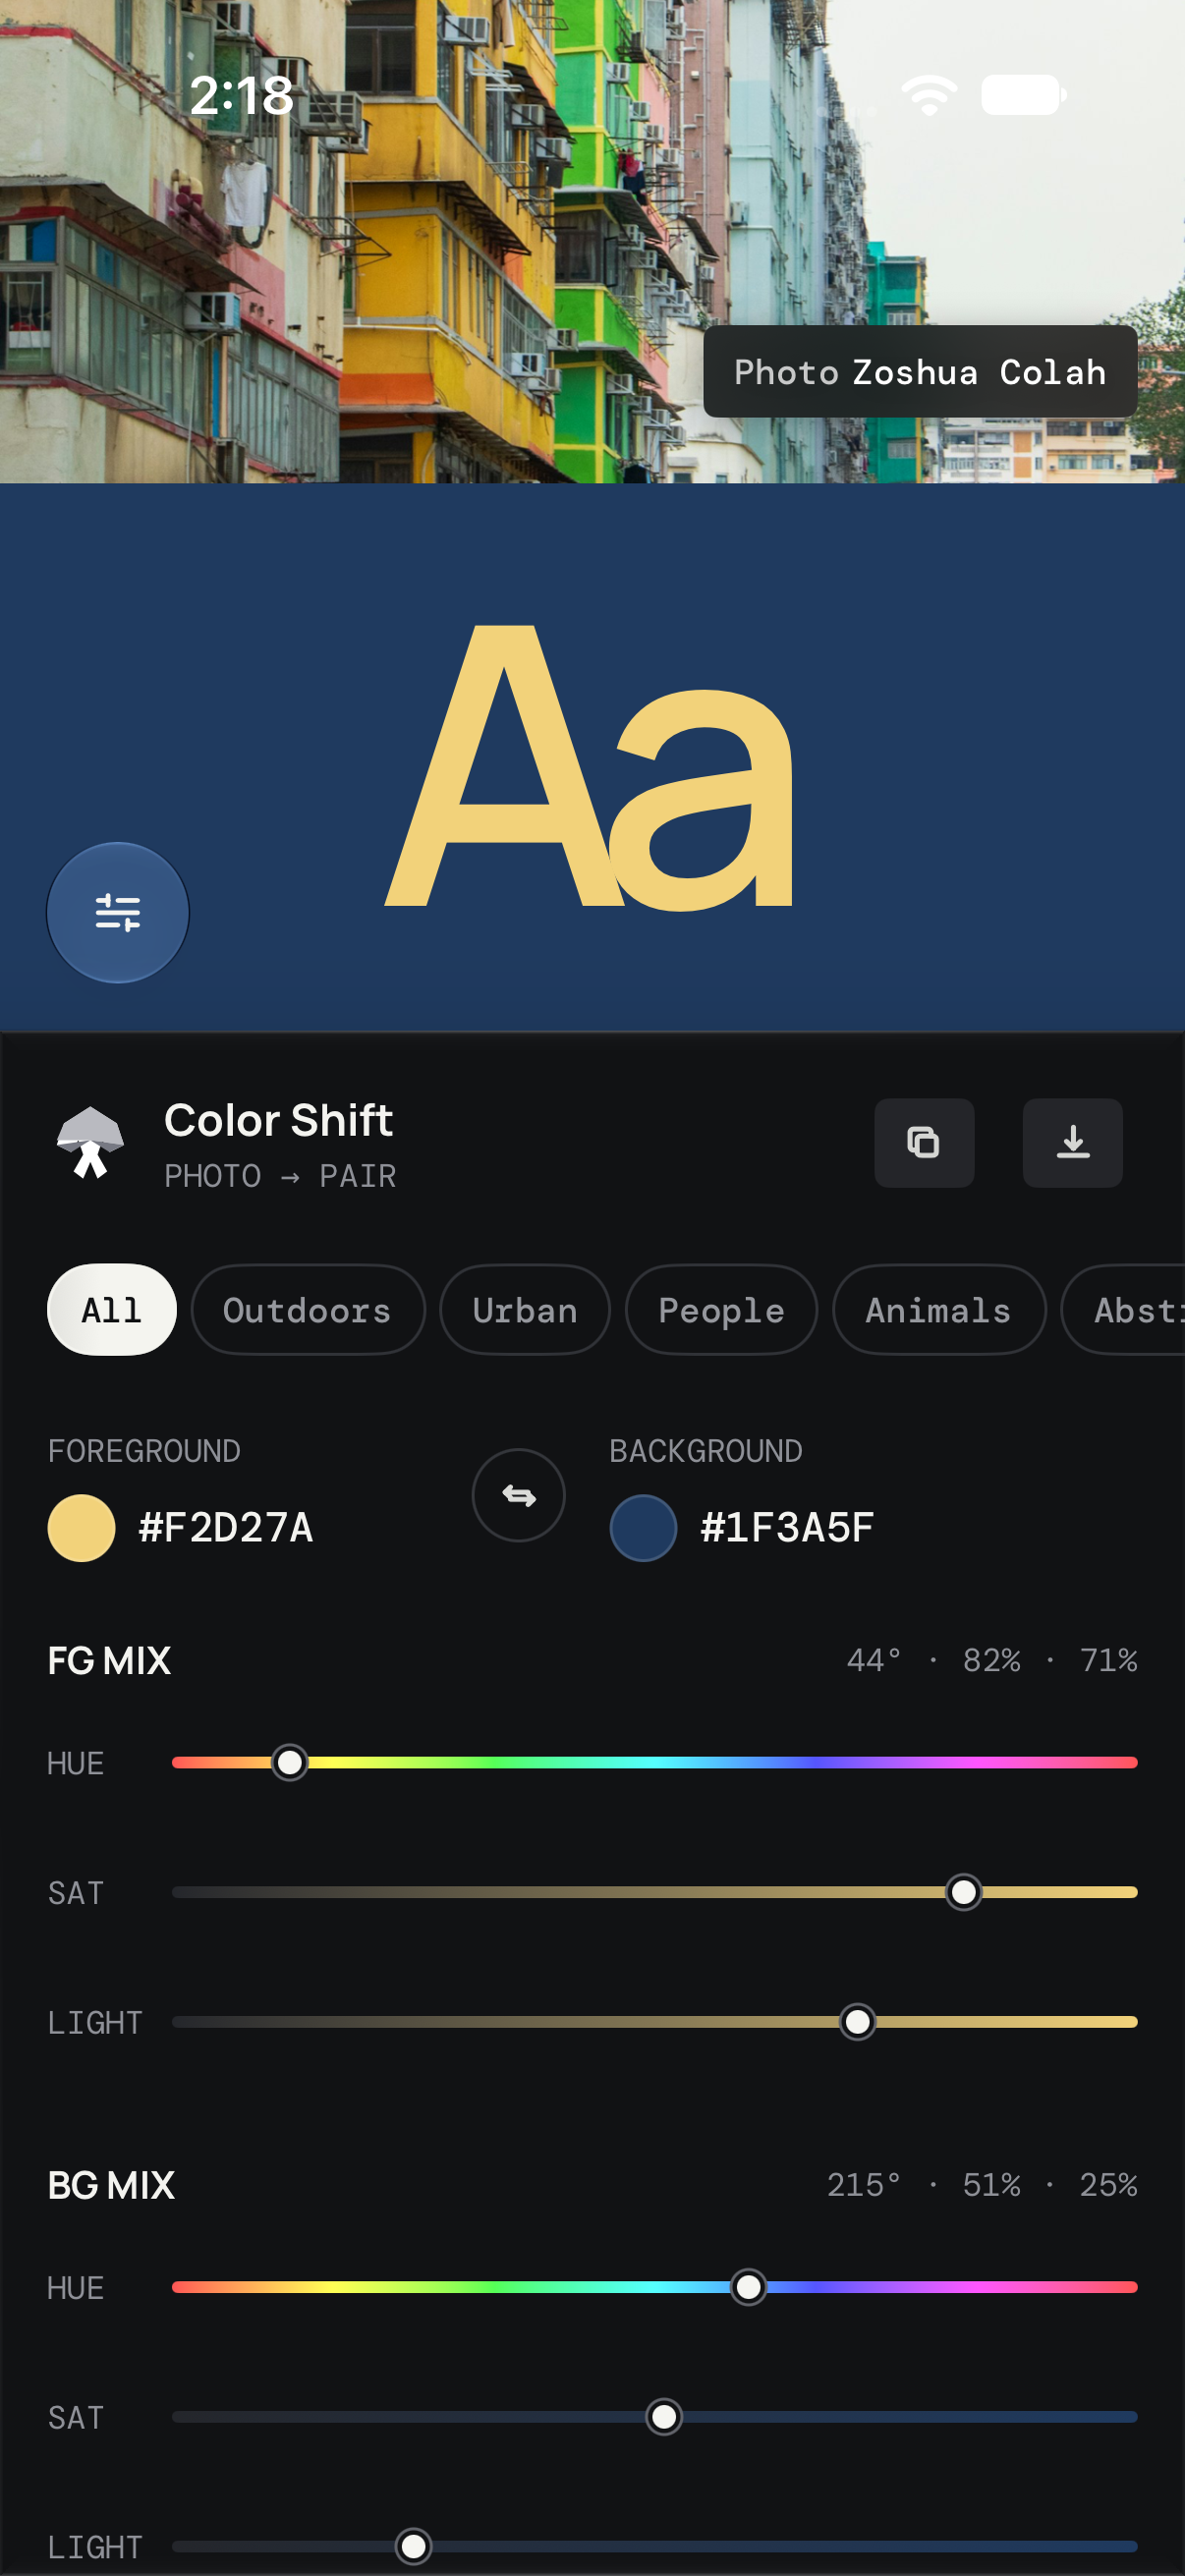 2:18
Photo Zoshua Colah
Aa
Color Shift
PHOTO → PAIR
All Outdoors Urban People Animals
FOREGROUND BACKGROUND
#F2D27A #1F3A5F
FG MIX 44° · 82% · 71%
HUE
SAT
LIGHT
BG MIX 215° · 51% · 25%
HUE
SAT
LIGHT